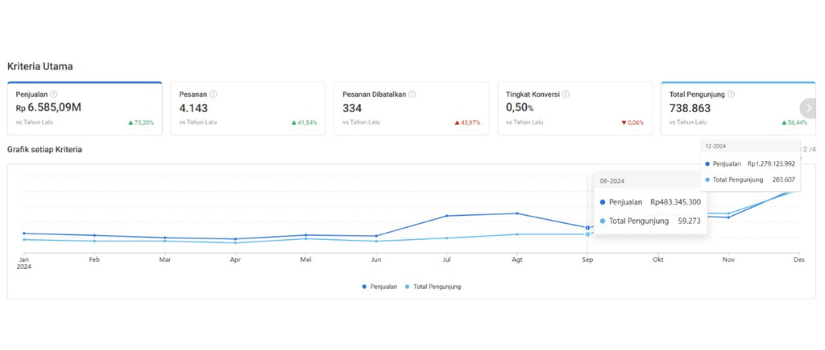 Kriteria Utama
Penjualan
Rp 6.585,09M
vs Tahun Lalu
73,20%
Pesanan
4.143
vs Tahun Lalu
41,54%
Pesanan Dibatalkan
334
vs Tahun Lalu
43,97%
Tingkat Konversi
0,50%
vs Tahun Lalu
0,06%
Total Pengunjung
738.863
vs Tahun Lalu
56,44%
Grafik setiap Kriteria
2 /4
12-2024
Penjualan Rp1.279.123.992
Total Pengunjung 203.607
09-2024
Penjualan Rp483.345.300
Total Pengunjung 59.273
Jan Feb Mar Apr Mei Jun Jul Agt Sep Okt Nov Des
2024
Penjualan Total Pengunjung